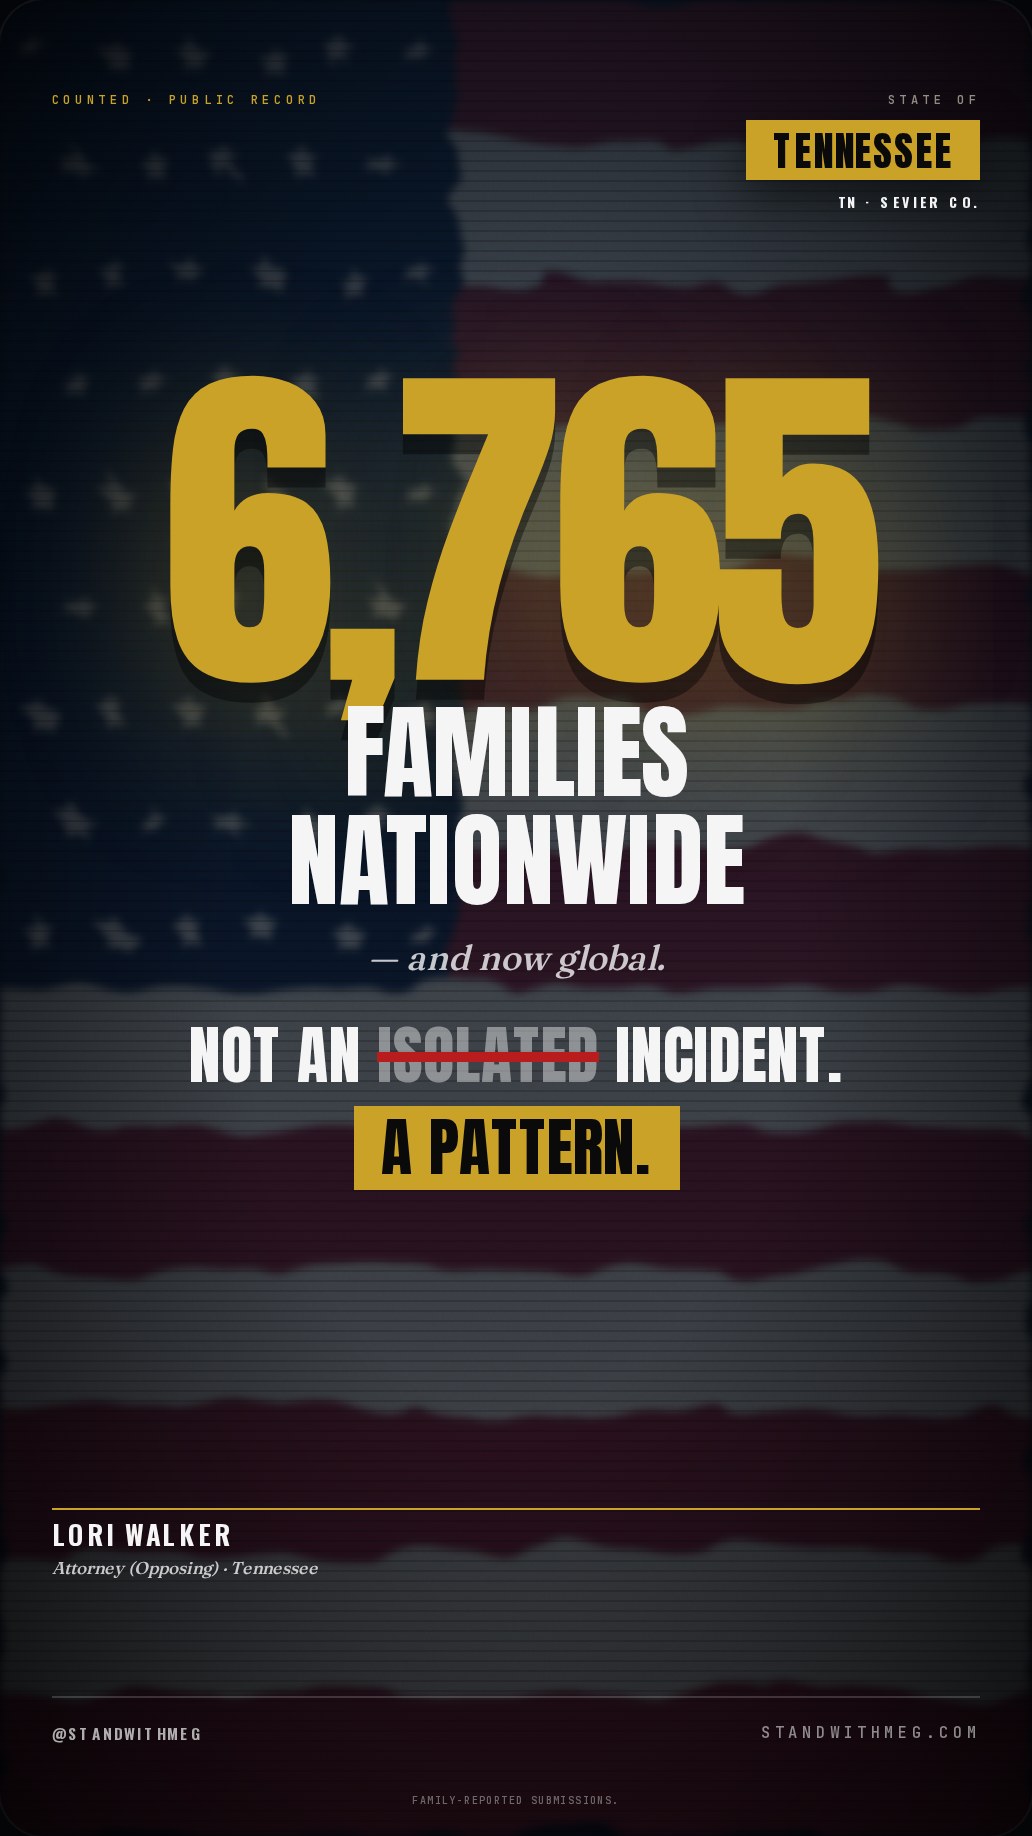 COUNTED · PUBLIC RECORD
STATE OF
TENNESSEE
TN · SEVIER CO.
6,765
FAMILIES
NATIONWIDE
— and now global.
NOT AN ISOLATED INCIDENT.
A PATTERN.
LORI WALKER
Attorney (Opposing) · Tennessee
@STANDWITHMEG
STANDWITHMEG.COM
FAMILY-REPORTED SUBMISSIONS.